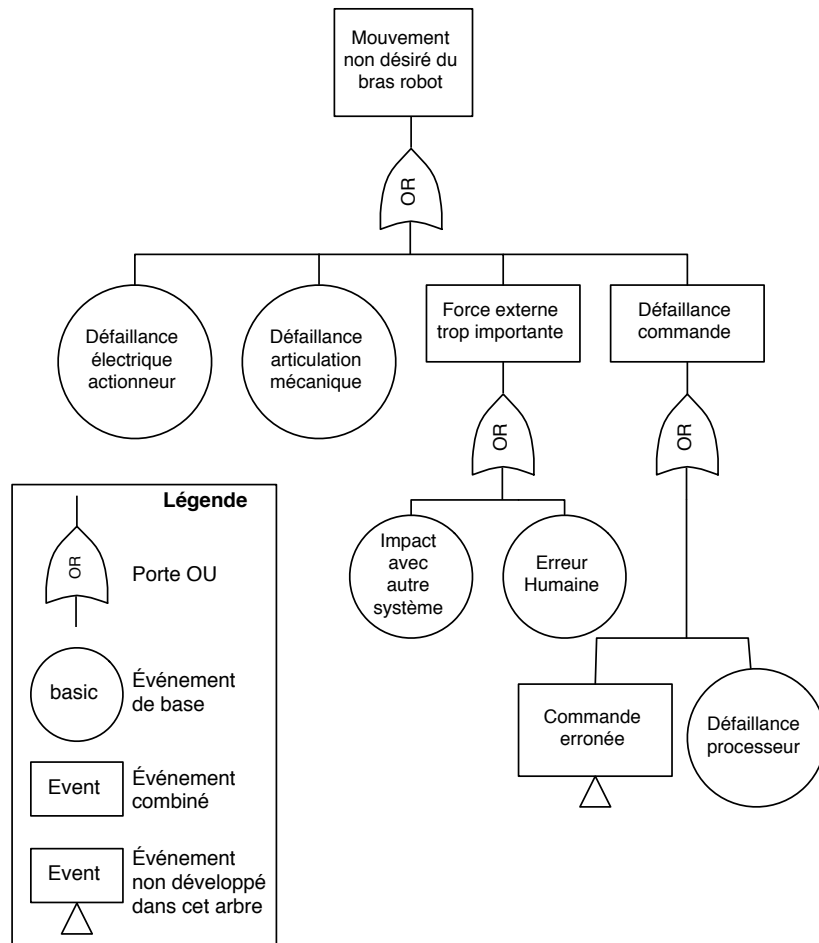 Mouvement
non désiré du
bras robot
OR
Défaillance
électrique
actionneur
Défaillance
articulation
mécanique
Force externe
trop importante
Défaillance
commande
OR
OR
Impact
avec
autre
système
Erreur
Humaine
Commande
erronée
Défaillance
processeur
Légende
OR
Porte OU
basic
Événement
de base
Event
Événement
combiné
Event
Événement
non développé
dans cet arbre